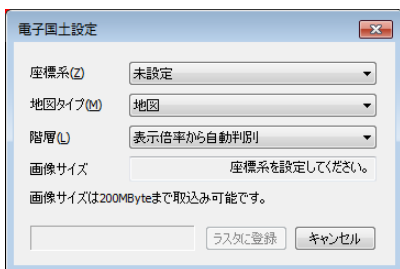 電子国土設定
座標系(Z) 未設定
地図タイプ(M) 地図
階層(L) 表示倍率から自動判別
画像サイズ 座標系を設定してください。
画像サイズは200MByteまで取込み可能です。
ラスタに登録 キャンセル